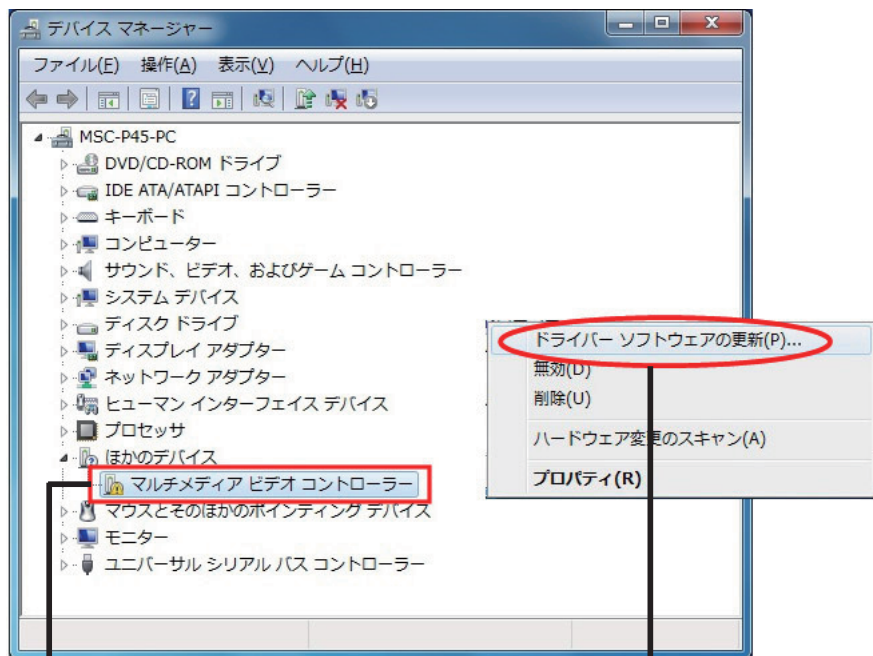 デバイス マネージャー
ファイル(F) 操作(A) 表示(V) ヘルプ(H)
MSC-P45-PC
DVD/CD-ROM ドライブ
IDE ATA/ATAPI コントローラー
キーボード
コンピューター
サウンド、ビデオ、およびゲーム コントローラー
システム デバイス
ディスク ドライブ
ディスプレイ アダプター
ネットワーク アダプター
ヒューマン インターフェイス デバイス
プロセッサ
ほかのデバイス
マルチメディア ビデオ コントローラー
マウスとそのほかのポインティング デバイス
モニター
ユニバーサル シリアル バス コントローラー
ドライバー ソフトウェアの更新(P)...
無効(D)
削除(U)
ハードウェア変更のスキャン(A)
プロパティ(R)